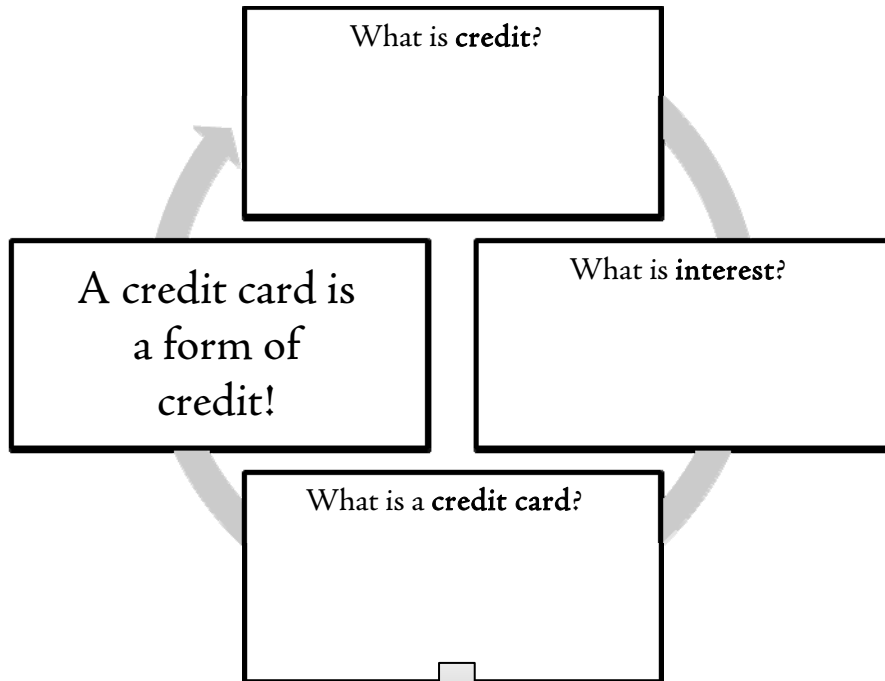 What is credit?
A credit card is
a form of
credit!
What is interest?
What is a credit card?